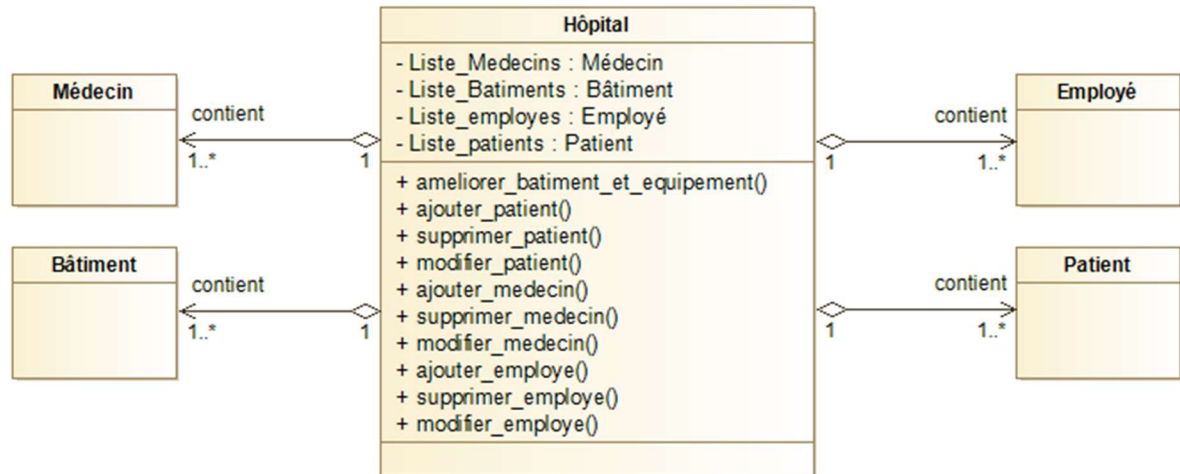 Hôpital
- Liste_Medecins : Médecin
- Liste_Batiments : Bâtiment
- Liste_employes : Employé
- Liste_patients : Patient
+ ameliorer_batiment_et_equipement()
+ ajouter_patient()
+ supprimer_patient()
+ modifier_patient()
+ ajouter_medecin()
+ supprimer_medecin()
+ modifier_medecin()
+ ajouter_employe()
+ supprimer_employe()
+ modifier_employe()
Médecin
contient
1..*
1
Bâtiment
contient
1..*
1
Employé
contient
1
1..*
Patient
contient
1
1..*